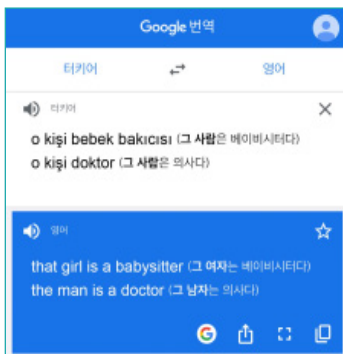 Google 번역
터키어 영어
터키어
o kişi bebek bakıcısı (그 사람은 베이비시터다)
o kişi doktor (그 사람은 의사다)
영어
that girl is a babysitter (그 여자는 베이비시터다)
the man is a doctor (그 남자는 의사다)
G